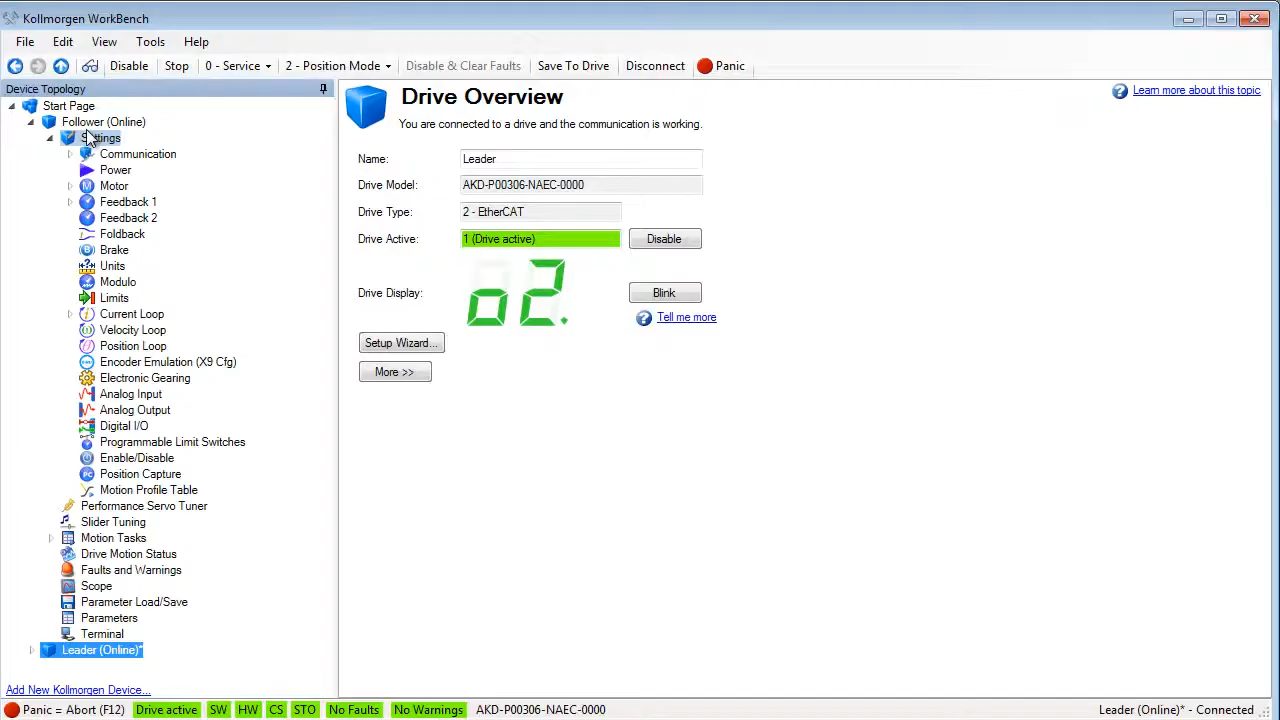 Kollmorgen WorkBench
File Edit View Tools Help
Disable Stop 0 - Service 2 - Position Mode Disable & Clear Faults Save To Drive Disconnect Panic
Device Topology
Start Page
Follower (Online)
Settings
Communication
Power
Motor
Feedback 1
Feedback 2
Foldback
Brake
Units
Modulo
Limits
Current Loop
Velocity Loop
Position Loop
Encoder Emulation (X9 Cfg)
Electronic Gearing
Analog Input
Analog Output
Digital I/O
Programmable Limit Switches
Enable/Disable
Position Capture
Motion Profile Table
Performance Servo Tuner
Slider Tuning
Motion Tasks
Drive Motion Status
Faults and Warnings
Scope
Parameter Load/Save
Parameters
Terminal
Leader (Online)*
Add New Kollmorgen Device...
Drive Overview
Learn more about this topic
You are connected to a drive and the communication is working.
Name: Leader
Drive Model: AKD-P00306-NAEC-0000
Drive Type: 2 - EtherCAT
Drive Active: 1 (Drive active) Disable
Drive Display: o2. Blink
Tell me more
Setup Wizard...
More >>
Panic = Abort (F12) Drive active SW HW CS STO No Faults No Warnings AKD-P00306-NAEC-0000 Leader (Online)* - Connected